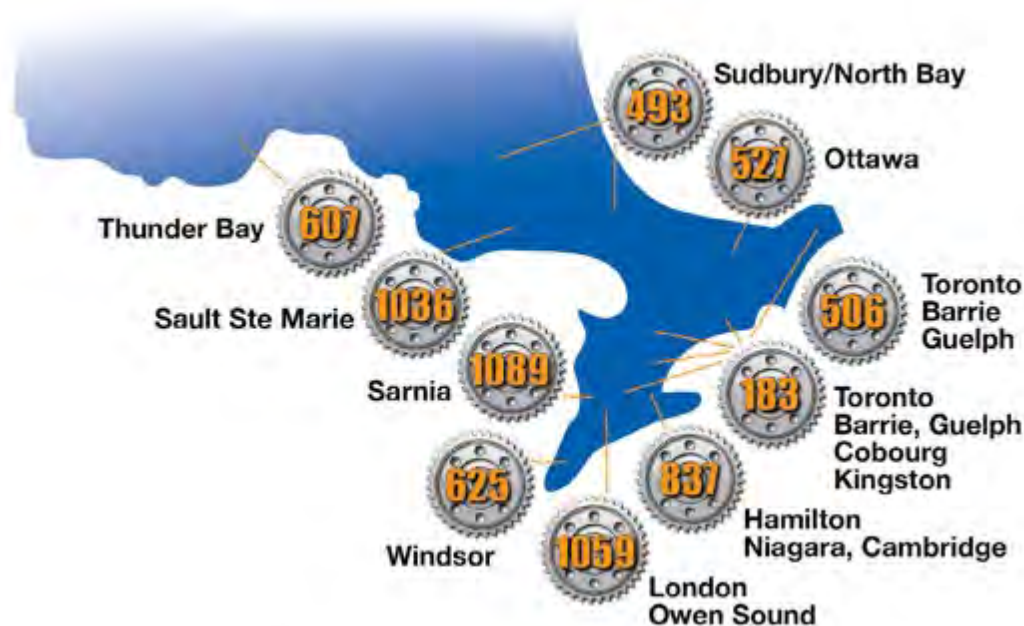 493
Sudbury/North Bay
527
Ottawa
607
Thunder Bay
1036
Sault Ste Marie
506
Toronto
Barrie
Guelph
1089
Sarnia
183
Toronto
Barrie, Guelph
Cobourg
Kingston
625
Windsor
837
Hamilton
Niagara, Cambridge
1059
London
Owen Sound